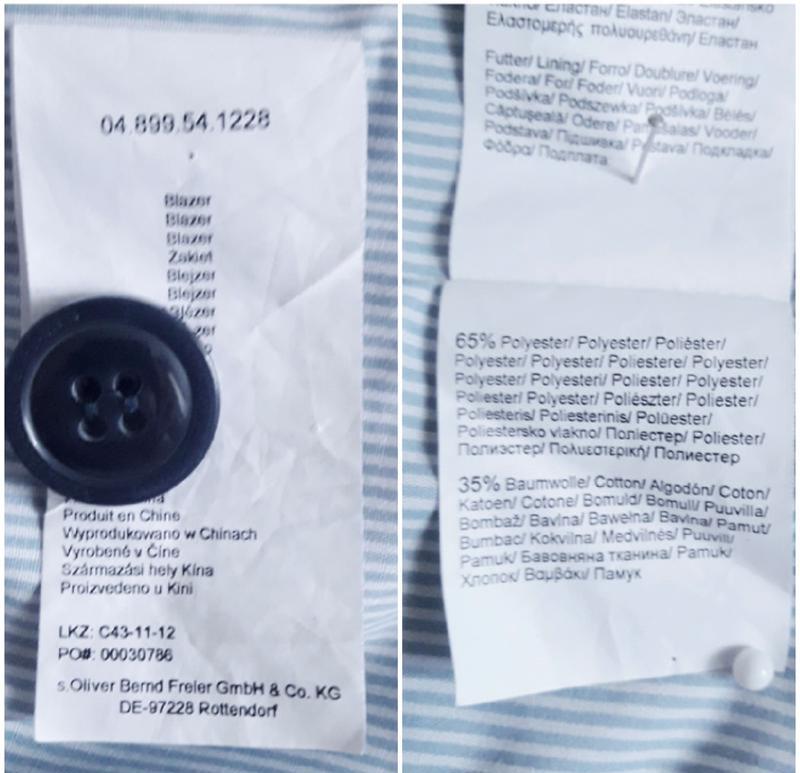 04.899.54.1228
Blazer
Blazer
Blazer
Żakiet
Blejzer
Blejzer
Blézer
Produit en Chine
Wyprodukowano w Chinach
Vyrobené v Číne
Származási hely Kína
Proizvedeno u Kini
LKZ: C43-11-12
PO#: 00030786
s.Oliver Bernd Freier GmbH & Co. KG
DE-97228 Rottendorf
Эластан/ Elastan/ Эластан/
Ελαστομερής πολυουρεθάνη/ Еластан
Futter/ Lining/ Forro/ Doublure/ Voering/
Fodera/ For/ Foder/ Vuori/ Podloga/
Podšívka/ Podszewka/ Podšívka/ Bélés/
Căptuşeală/ Odere/ Pamušalas/ Vooder/
Podstava/ Підшивка/ Postava/ Подкладка/
Φόδρα/ Подплата
65% Polyester/ Polyester/ Poliéster/
Polyester/ Polyester/ Poliestere/ Polyester/
Polyester/ Polyesteri/ Poliester/ Polyester/
Poliester/ Polyester/ Poliészter/ Poliester/
Poliesteris/ Poliesterinis/ Polüester/
Poliestersko vlakno/ Поліестер/ Poliester/
Полиэстер/ Πολυεστερική/ Полиестер
35% Baumwolle/ Cotton/ Algodón/ Coton/
Katoen/ Cotone/ Bomuld/ Bomull/ Puuvilla/
Bombaž/ Bavlna/ Bawełna/ Bavlna/ Pamut/
Bumbac/ Kokvilna/ Medvilnės/ Puuvill/
Pamuk/ Бавовняна тканина/ Pamuk/
Хлопок/ Βαμβάκι/ Памук